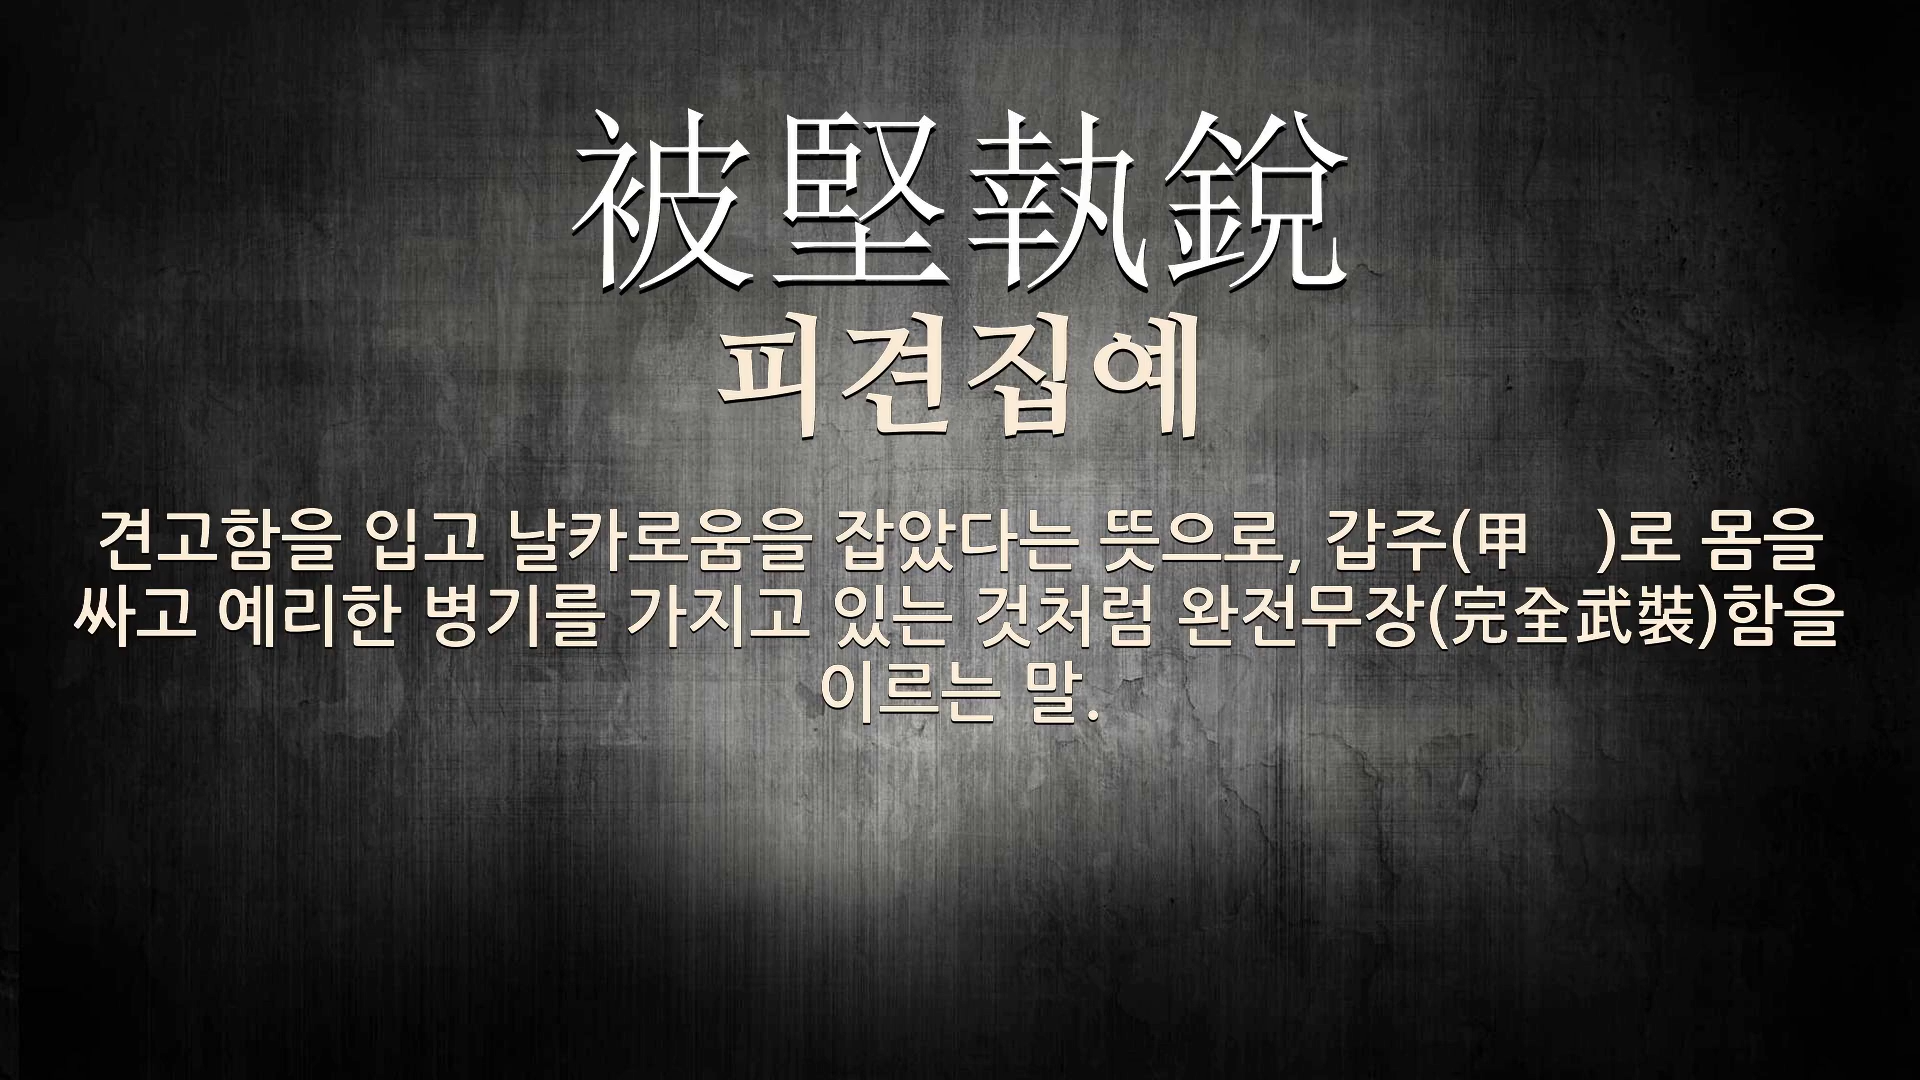 被堅執銳
피견집예
견고함을 입고 날카로움을 잡았다는 뜻으로, 갑주(甲　)로 몸을
싸고 예리한 병기를 가지고 있는 것처럼 완전무장(完全武裝)함을
이르는 말.